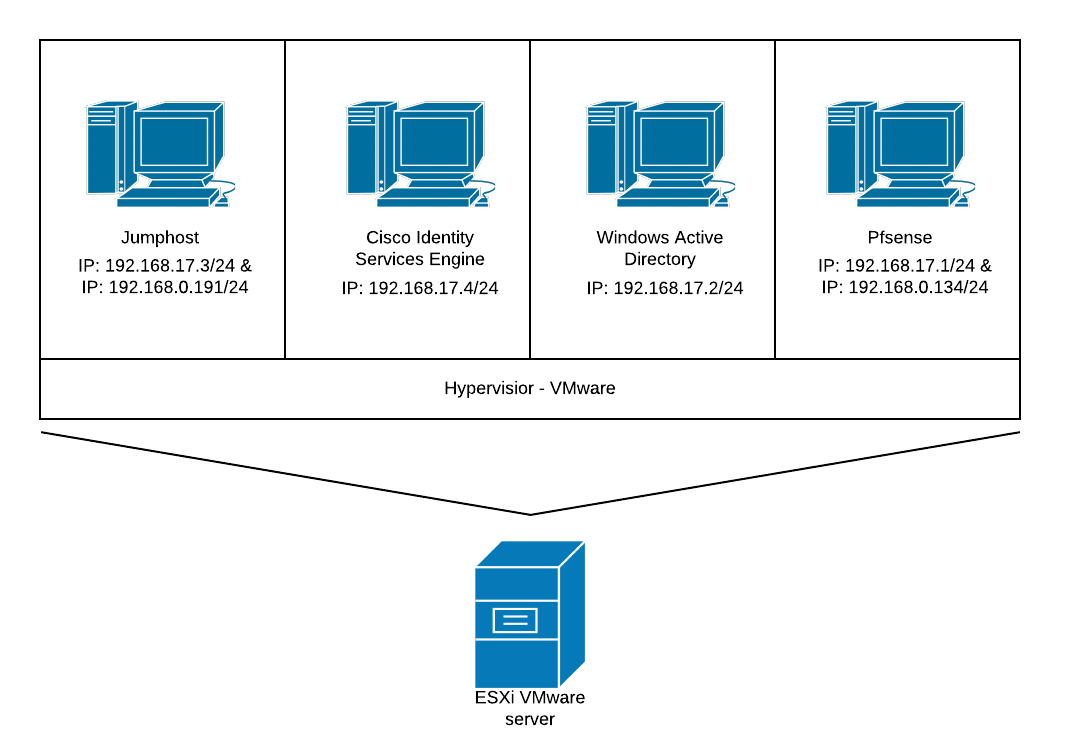 Jumphost
IP: 192.168.17.3/24 &
IP: 192.168.0.191/24
Cisco Identity
Services Engine
IP: 192.168.17.4/24
Windows Active
Directory
IP: 192.168.17.2/24
Pfsense
IP: 192.168.17.1/24 &
IP: 192.168.0.134/24
Hypervisior - VMware
ESXi VMware
server